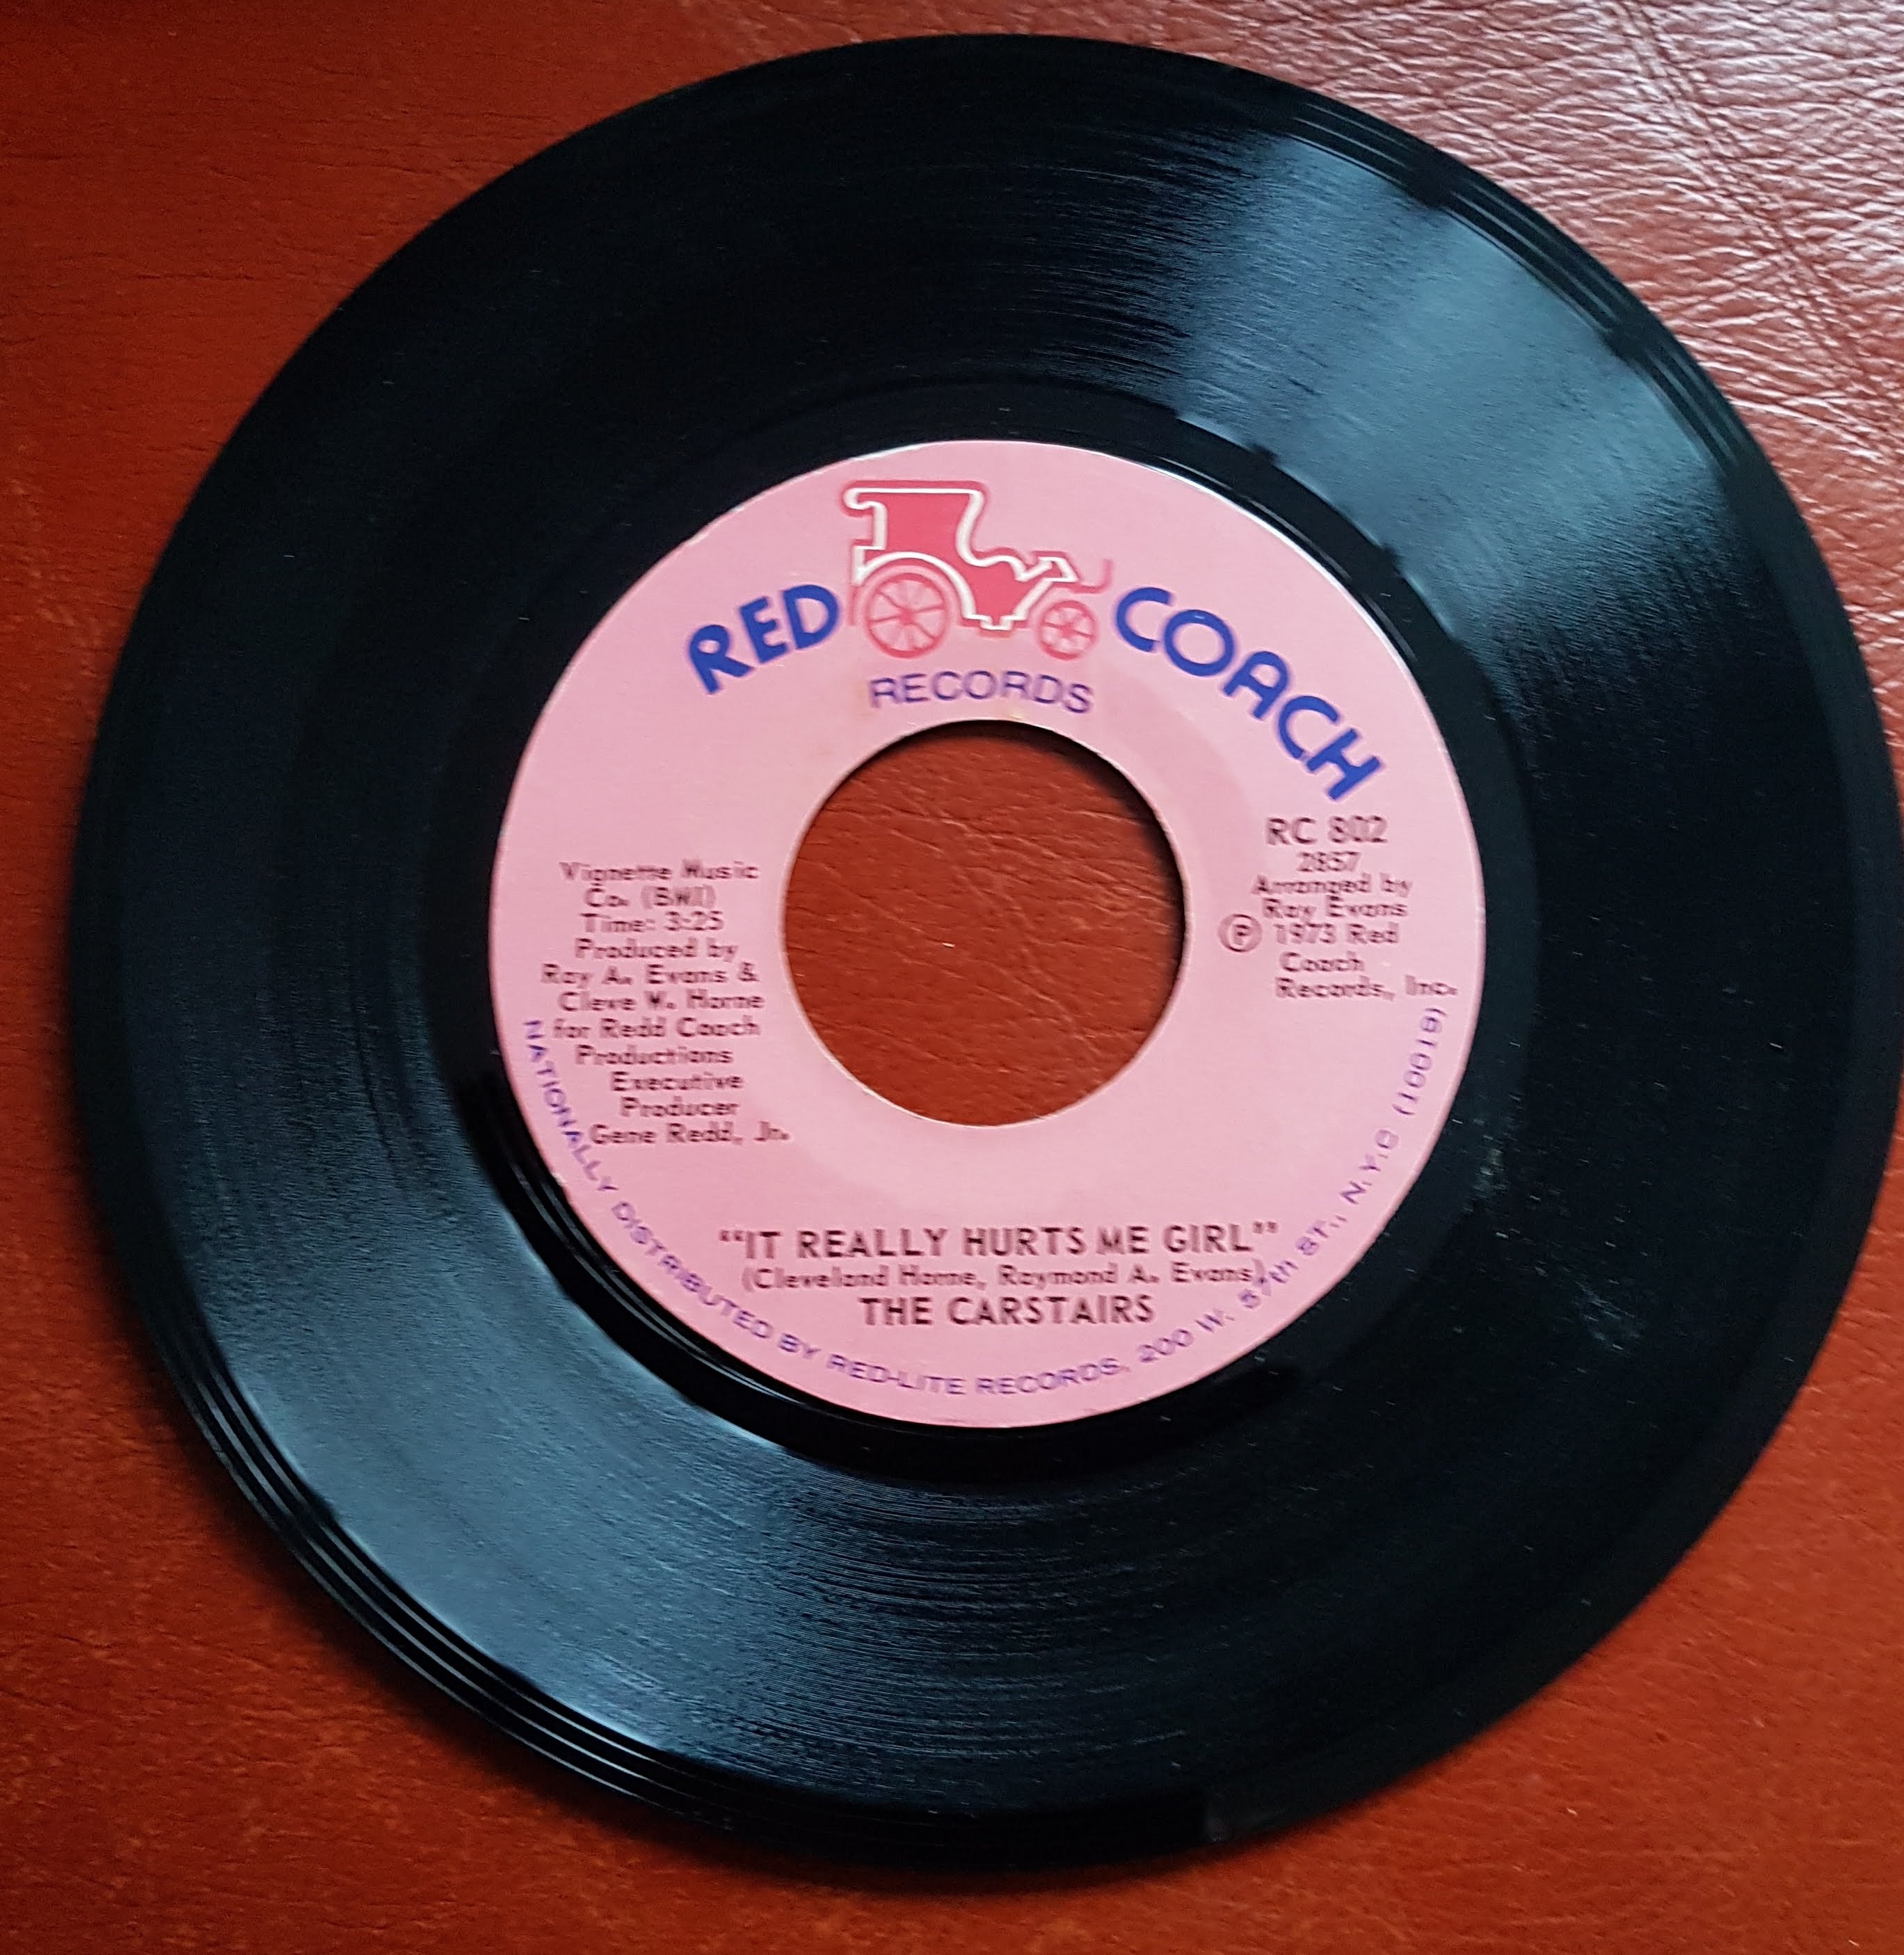 RED COACH
RECORDS
Vignette Music
Co. (BMI)
Time: 3:25
Produced by
Ray A. Evans &
Cleve W. Horne
for Redd Coach
Productions
Executive
Producer
Gene Redd, Jr.
RC 802
2857
Arranged by
Ray Evans
Ⓟ 1973 Red
Coach
Records, Inc.
“IT REALLY HURTS ME GIRL”
(Cleveland Horne, Raymond A. Evans)
THE CARSTAIRS
NATIONALLY DISTRIBUTED BY RED-LITE RECORDS, 200 W. 57th ST., N.Y.C (10019)